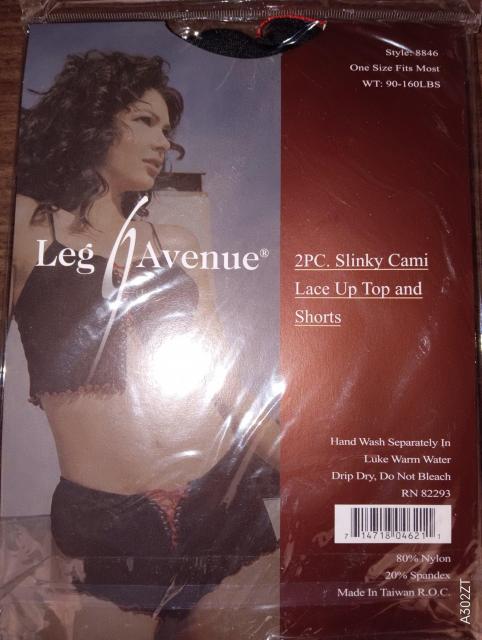 Style: 8846
One Size Fits Most
WT: 90-160LBS
Leg Avenue®
2PC. Slinky Cami
Lace Up Top and
Shorts
Hand Wash Separately In
Luke Warm Water
Drip Dry, Do Not Bleach
RN 82293
7 14718 04621 1
80% Nylon
20% Spandex
Made In Taiwan R.O.C.
A302ZT